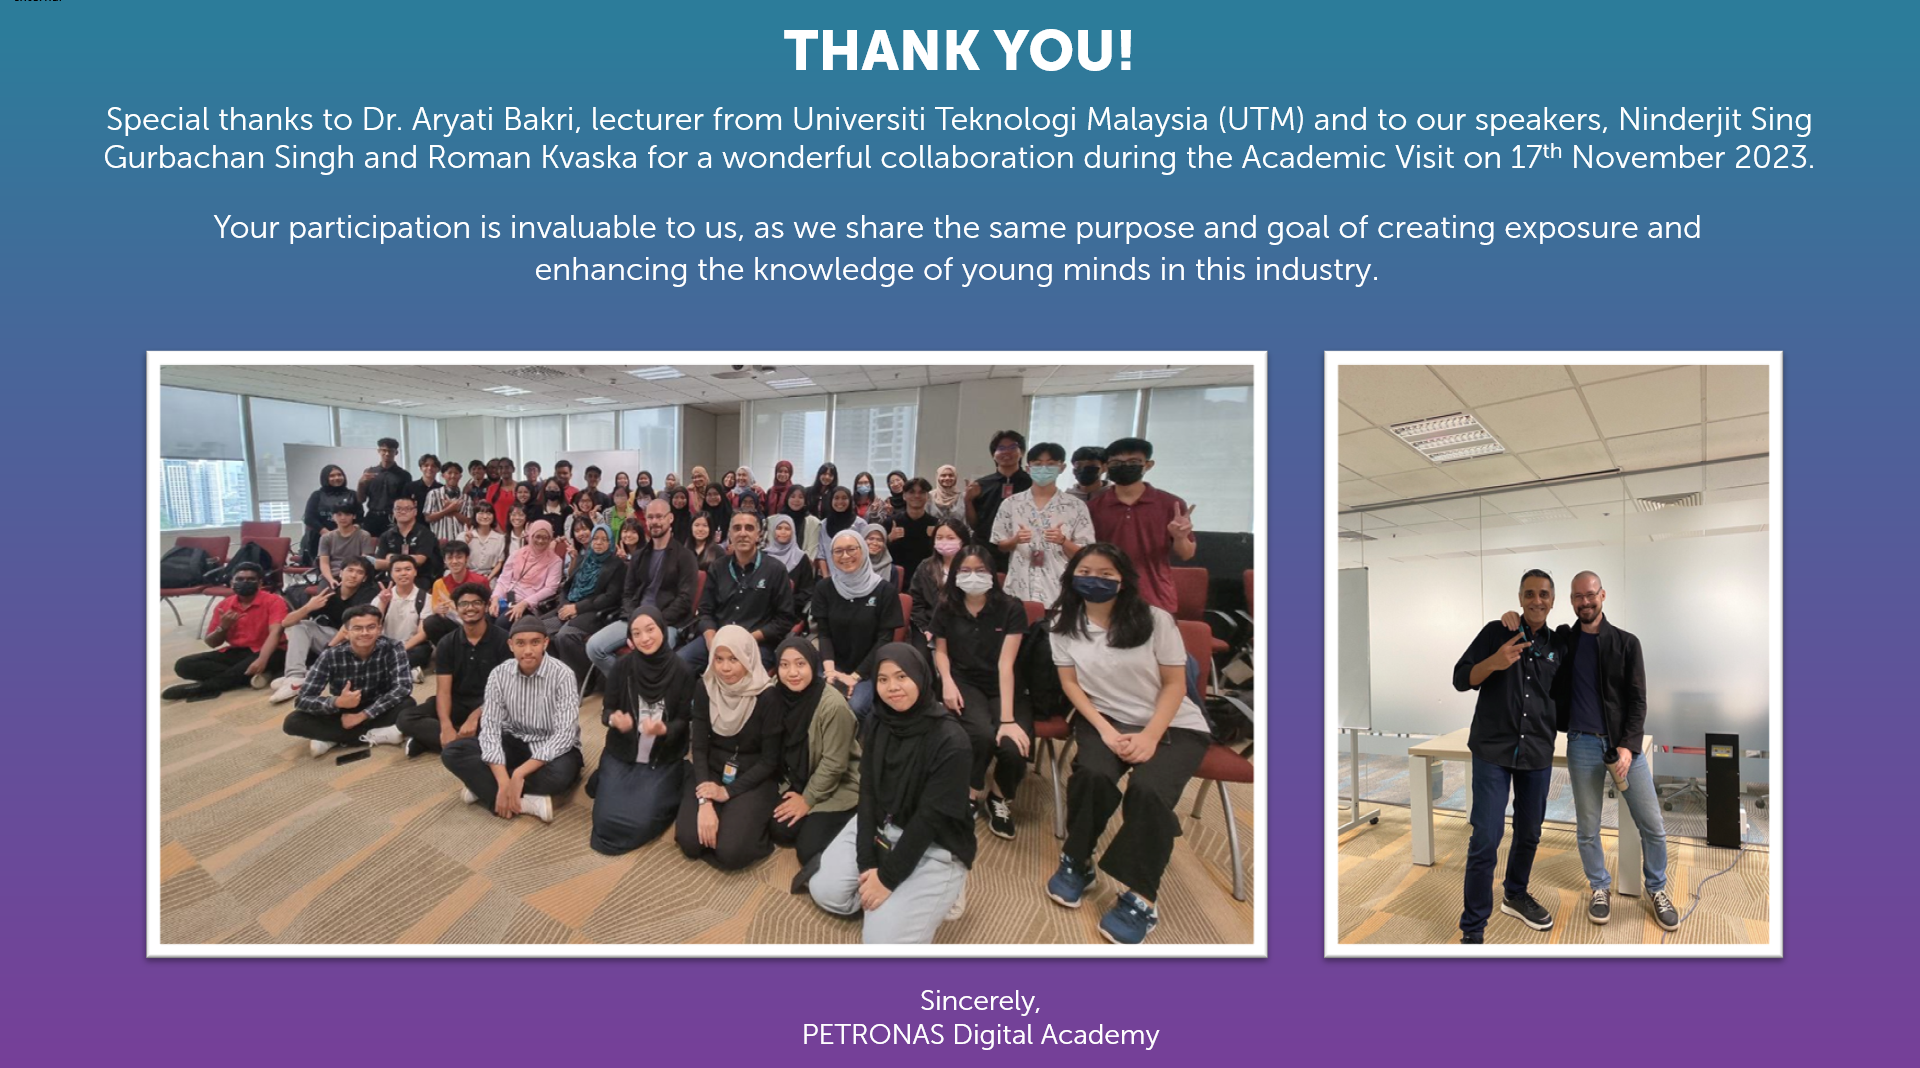 THANK YOU!
Special thanks to Dr. Aryati Bakri, lecturer from Universiti Teknologi Malaysia (UTM) and to our speakers, Ninderjit Sing
Gurbachan Singh and Roman Kvaska for a wonderful collaboration during the Academic Visit on 17th November 2023.
Your participation is invaluable to us, as we share the same purpose and goal of creating exposure and
enhancing the knowledge of young minds in this industry.
Sincerely,
PETRONAS Digital Academy